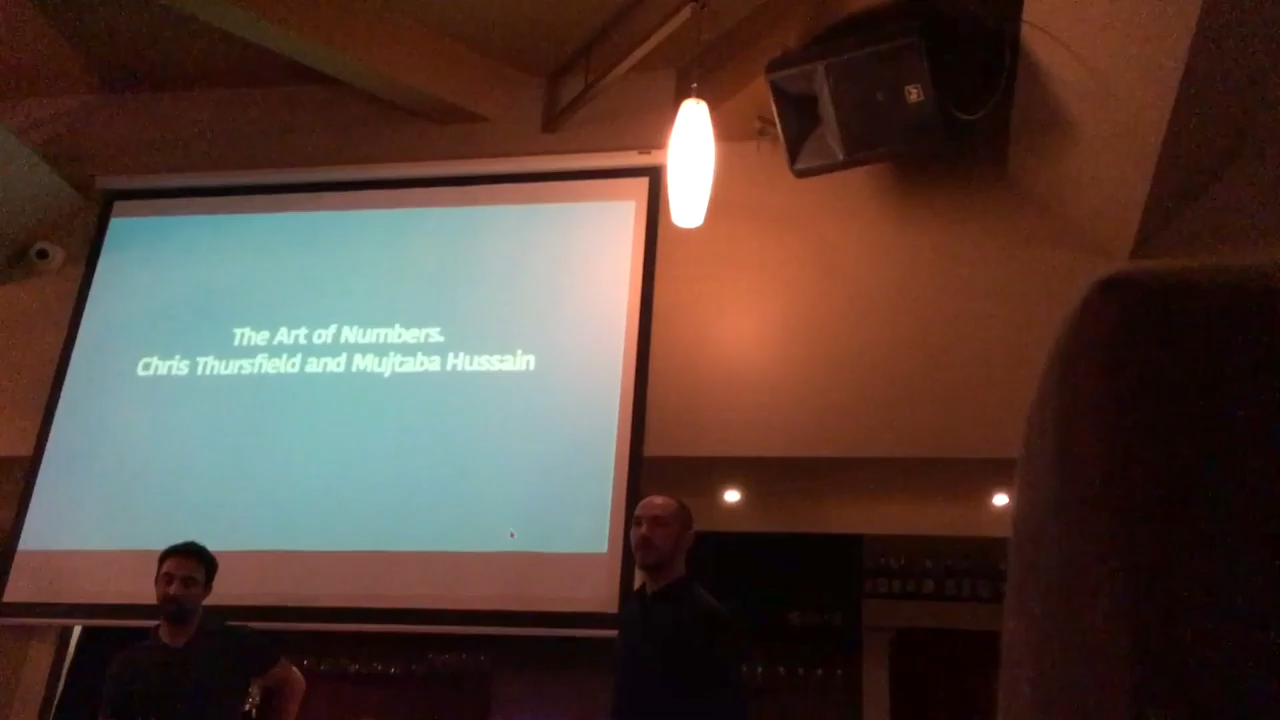 The Art of Numbers.
Chris Thursfield and Mujtaba Hussain